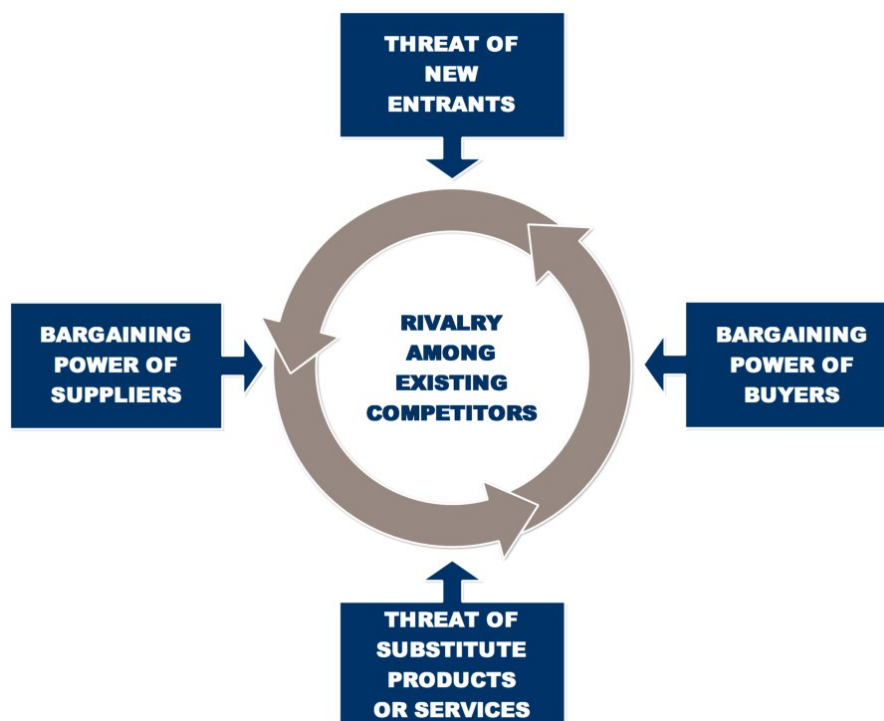 THREAT OF
NEW
ENTRANTS
BARGAINING
POWER OF
SUPPLIERS
RIVALRY
AMONG
EXISTING
COMPETITORS
BARGAINING
POWER OF
BUYERS
THREAT OF
SUBSTITUTE
PRODUCTS
OR SERVICES